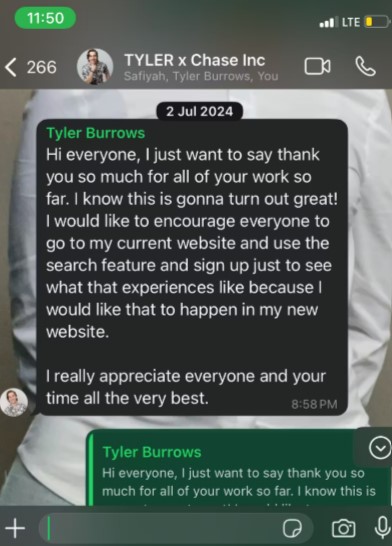 11:50
LTE
266
TYLER x Chase Inc
Safiyah, Tyler Burrows, You
2 Jul 2024
Tyler Burrows
Hi everyone, I just want to say thank
you so much for all of your work so
far. I know this is gonna turn out great!
I would like to encourage everyone to
go to my current website and use the
search feature and sign up just to see
what that experiences like because I
would like that to happen in my new
website.
I really appreciate everyone and your
time all the very best.
8:58 PM
Tyler Burrows
Hi everyone, I just want to say thank you so
much for all of your work so far. I know this is